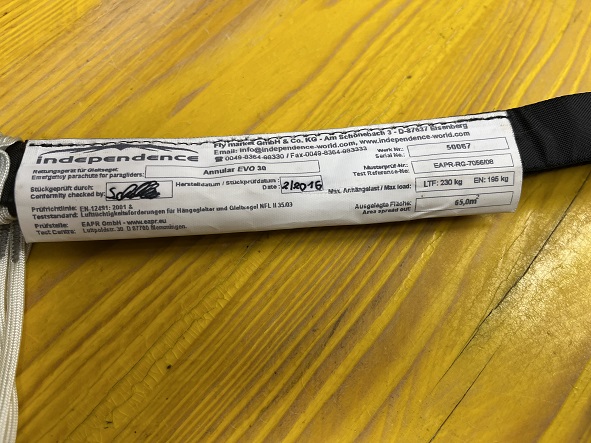 independence
Fly market GmbH & Co. KG - Am Schönebach 3 - D-87637 Eisenberg
Email: info@independence-world.com, www.independence-world.com
Rettungsgerät für Gleitsegel:
Emergency parachute for paragliders:
Annular EVO 30
Werk Nr.:
Serial No.:
50067
Stückgeprüft durch:
Conformity checked by:
Herstelldatum / Stückprüfdatum:
Date:
2/2016
Musterprüf-Nr.:
Test Reference-No:
EAPR-RG-7056/08
Max. Anhängelast / Max load:
LTF: 230 kg
EN: 195 kg
Prüfrichtlinie:
Teststandard:
EN 12491: 2001 &
Lufttüchtigkeitsforderungen für Hängegleiter und Gleitsegel NFL II 35/03
Ausgelegte Fläche:
Area spread out:
65,0m²
Prüfstelle:
Test Centre:
EAPR GmbH - www.eapr.eu
D 87700 Memmingen